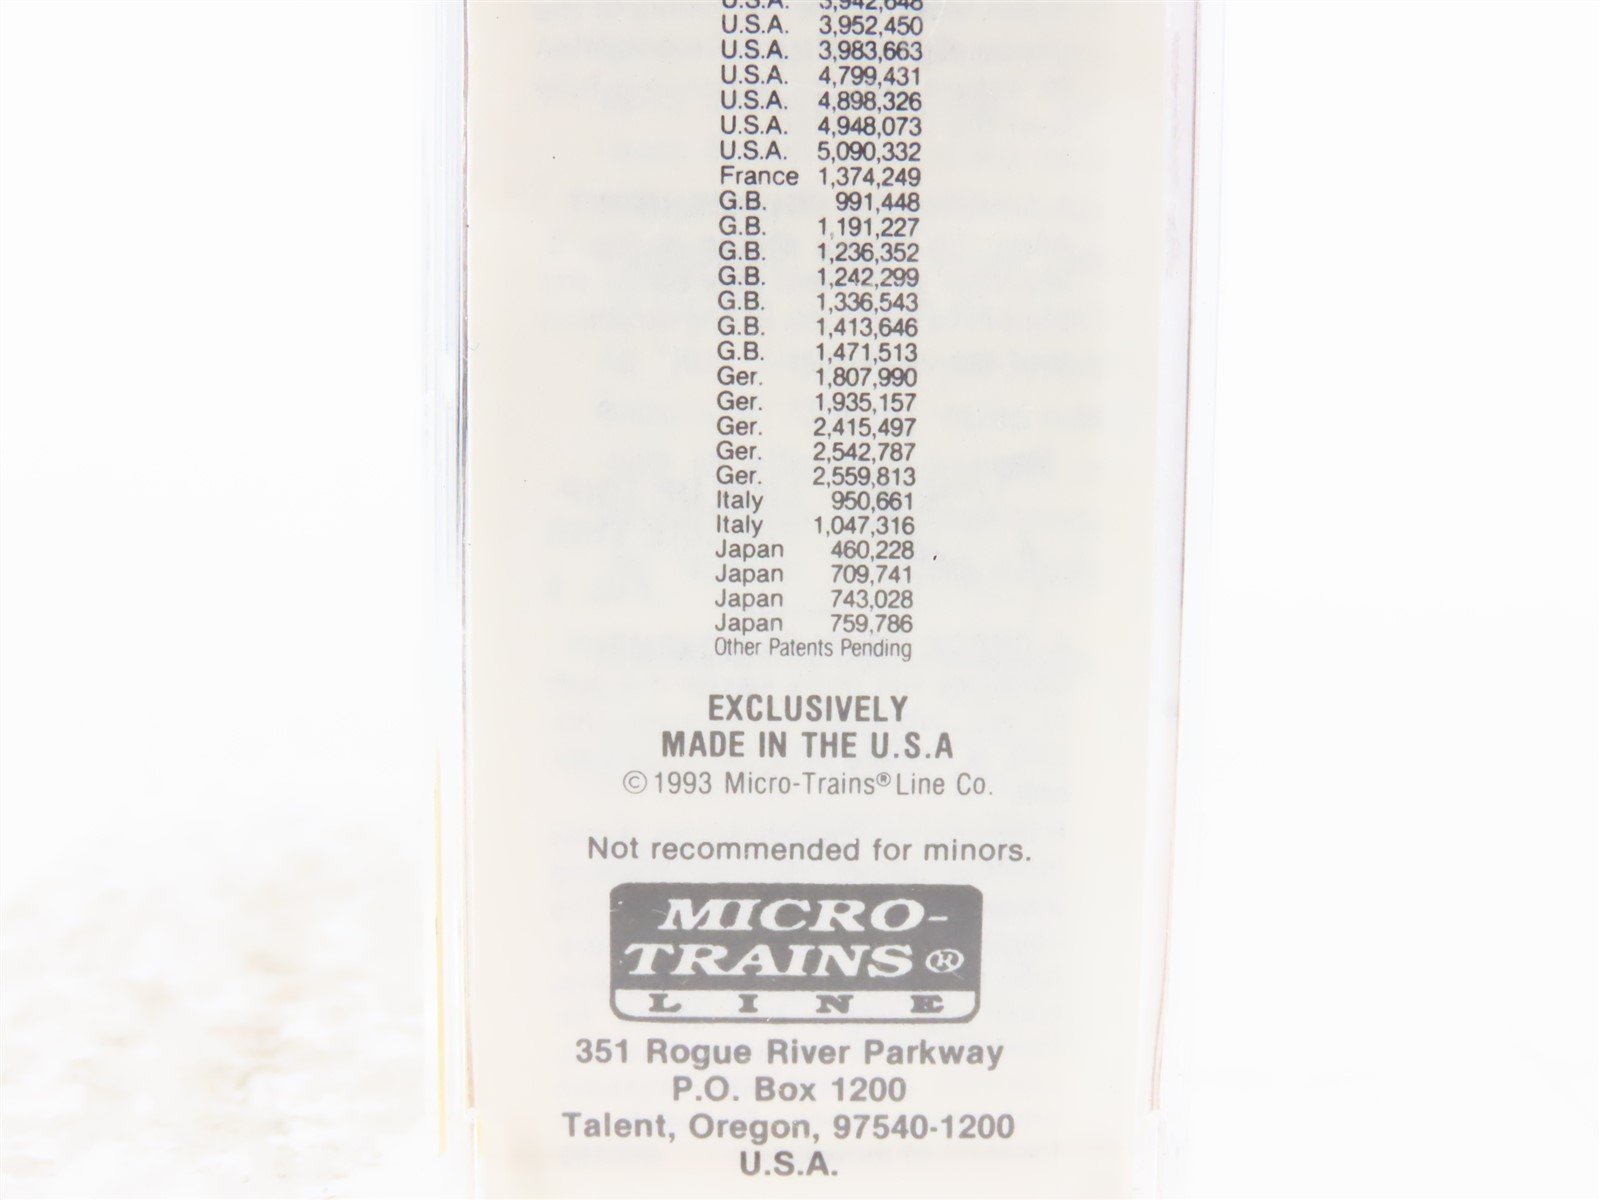 U.S.A. 3,942,648
U.S.A. 3,952,450
U.S.A. 3,983,663
U.S.A. 4,799,431
U.S.A. 4,898,326
U.S.A. 4,948,073
U.S.A. 5,090,332
France 1,374,249
G.B. 991,448
G.B. 1,191,227
G.B. 1,236,352
G.B. 1,242,299
G.B. 1,336,543
G.B. 1,413,646
G.B. 1,471,513
Ger. 1,807,990
Ger. 1,935,157
Ger. 2,415,497
Ger. 2,542,787
Ger. 2,559,813
Italy 950,661
Italy 1,047,316
Japan 460,228
Japan 709,741
Japan 743,028
Japan 759,786
Other Patents Pending
EXCLUSIVELY
MADE IN THE U.S.A
©1993 Micro-Trains® Line Co.
Not recommended for minors.
MICRO-
TRAINS®
LINE
351 Rogue River Parkway
P.O. Box 1200
Talent, Oregon, 97540-1200
U.S.A.